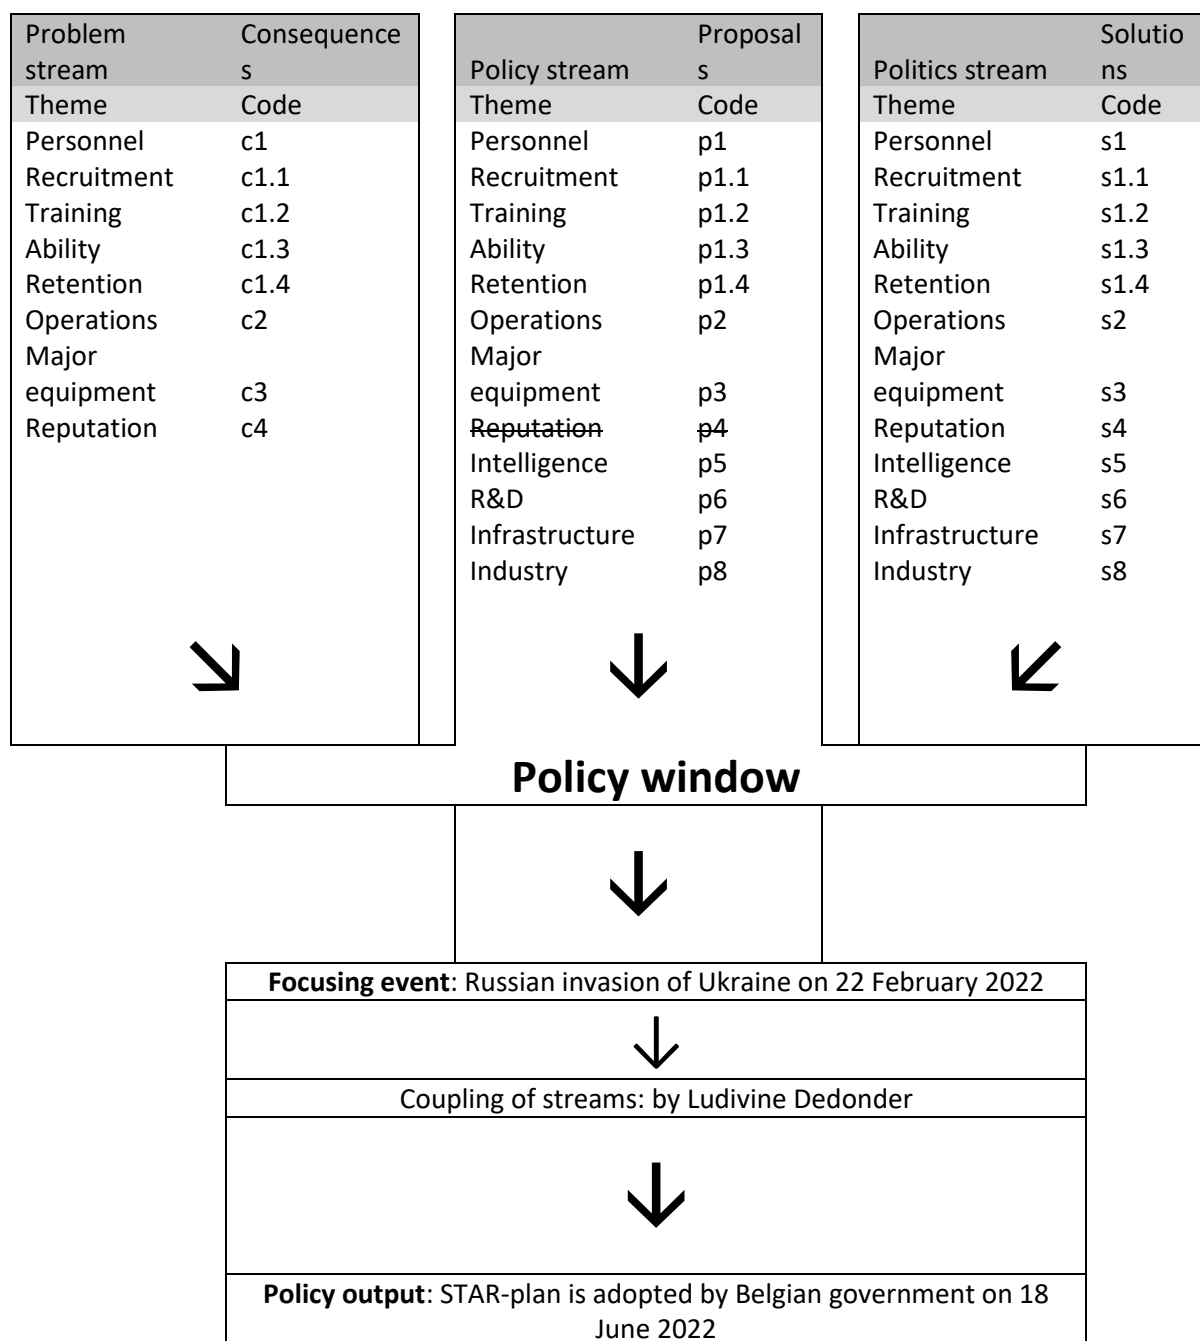 Problem stream Consequence s
Theme Code
Personnel c1
Recruitment c1.1
Training c1.2
Ability c1.3
Retention c1.4
Operations c2
Major
equipment c3
Reputation c4
Policy stream Proposal s
Theme Code
Personnel p1
Recruitment p1.1
Training p1.2
Ability p1.3
Retention p1.4
Operations p2
Major
equipment p3
Reputation p4
Intelligence p5
R&D p6
Infrastructure p7
Industry p8
Politics stream Solutio ns
Theme Code
Personnel s1
Recruitment s1.1
Training s1.2
Ability s1.3
Retention s1.4
Operations s2
Major
equipment s3
Reputation s4
Intelligence s5
R&D s6
Infrastructure s7
Industry s8
Policy window
Focusing event: Russian invasion of Ukraine on 22 February 2022
Coupling of streams: by Ludivine Dedonder
Policy output: STAR-plan is adopted by Belgian government on 18
June 2022